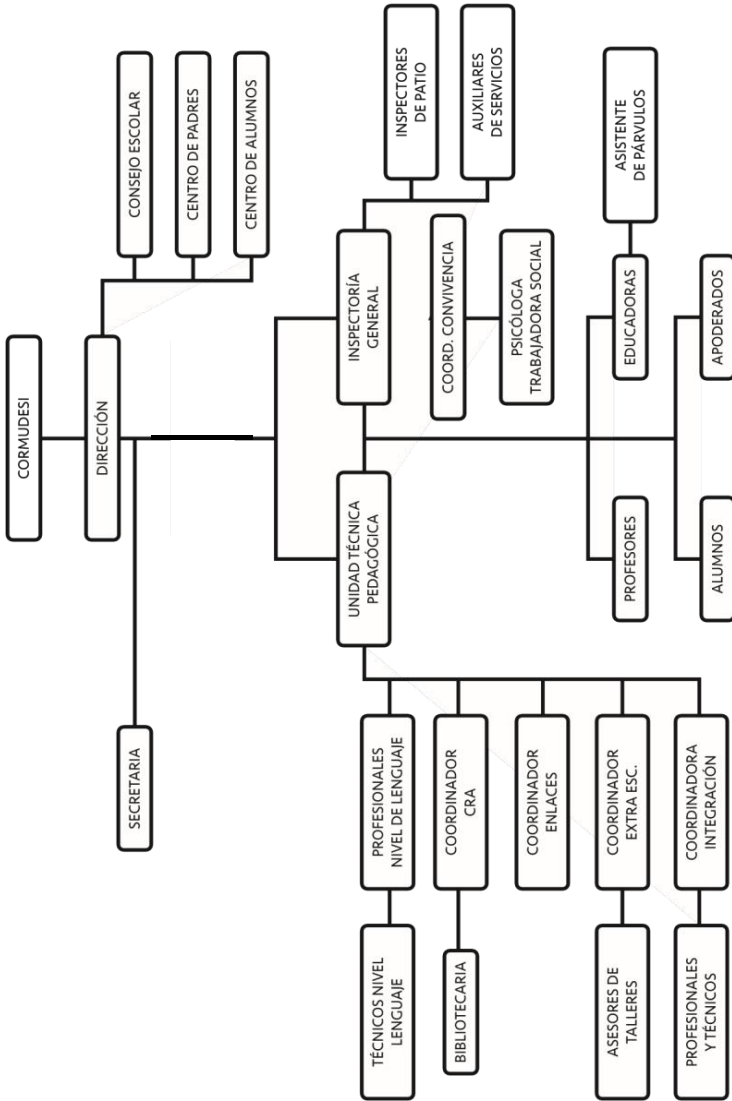 CORMUDESI
DIRECCIÓN
CONSEJO ESCOLAR
CENTRO DE PADRES
CENTRO DE ALUMNOS
SECRETARIA
UNIDAD TÉCNICA
PEDAGÓGICA
INSPECTORÍA
GENERAL
INSPECTORES
DE PATIO
AUXILIARES
DE SERVICIOS
COORD. CONVIVENCIA
PSICÓLOGA
TRABAJADORA SOCIAL
TÉCNICOS NIVEL
LENGUAJE
PROFESIONALES
NIVEL DE LENGUAJE
BIBLIOTECARIA
COORDINADOR
CRA
COORDINADOR
ENLACES
ASESORES DE
TALLERES
COORDINADOR
EXTRA ESC.
PROFESIONALES
Y TÉCNICOS
COORDINADORA
INTEGRACIÓN
PROFESORES
EDUCADORAS
ASISTENTE
DE PÁRVULOS
ALUMNOS
APODERADOS